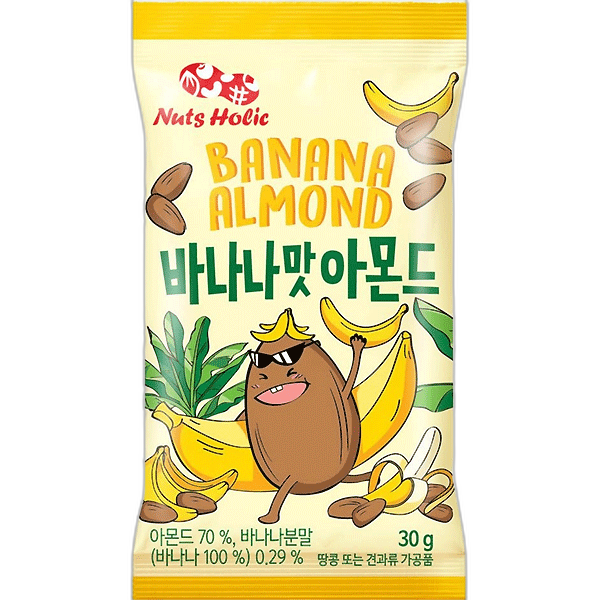 Nuts Holic
BANANA
ALMOND
바나나맛 아몬드
아몬드 70 %, 바나나분말
(바나나 100 %) 0.29 %
30 g
땅콩 또는 견과류 가공품